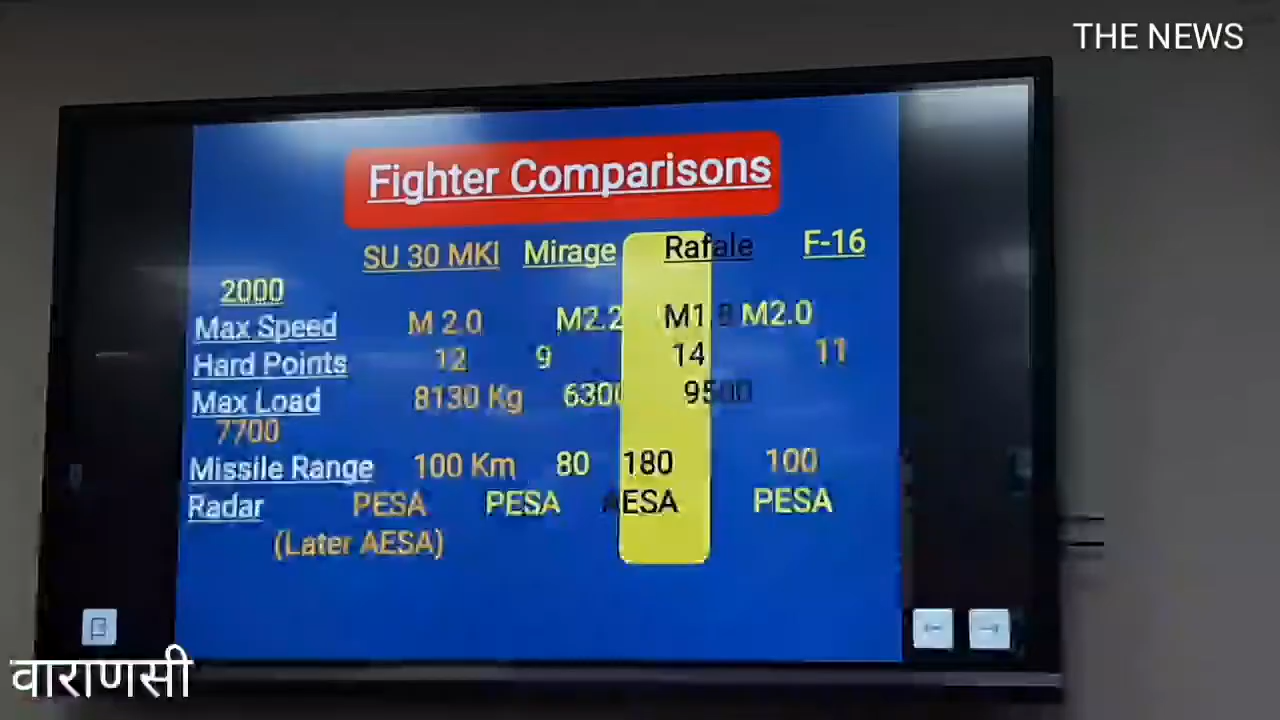 THE NEWS
Fighter Comparisons
SU 30 MKI Mirage Rafale F-16
2000
Max Speed M 2.0 M2.2 M1.8 M2.0
Hard Points 12 9 14 11
Max Load 8130 Kg 6300 9500
7700
Missile Range 100 Km 80 180 100
Radar PESA PESA AESA PESA
(Later AESA)
वाराणसी